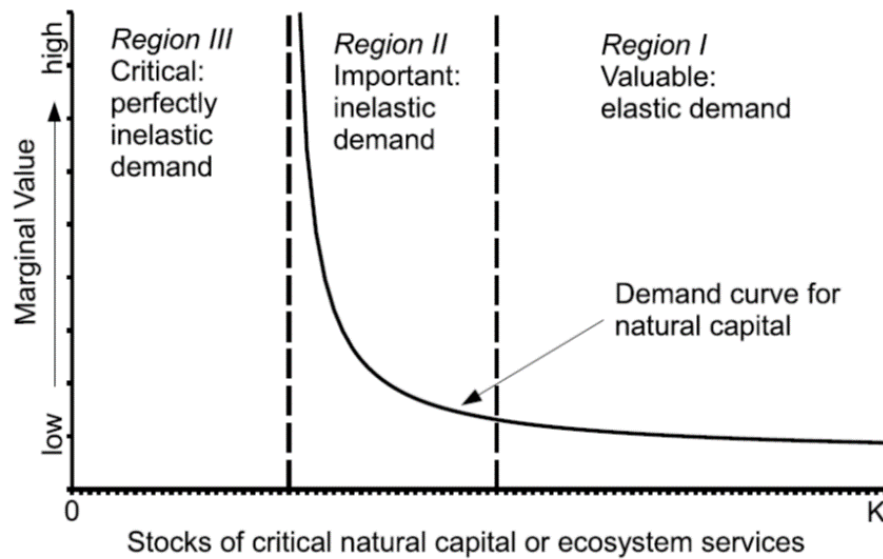 high
Marginal Value
low
Region III
Critical:
perfectly
inelastic
demand
Region II
Important:
inelastic
demand
Region I
Valuable:
elastic demand
Demand curve for
natural capital
0
K
Stocks of critical natural capital or ecosystem services